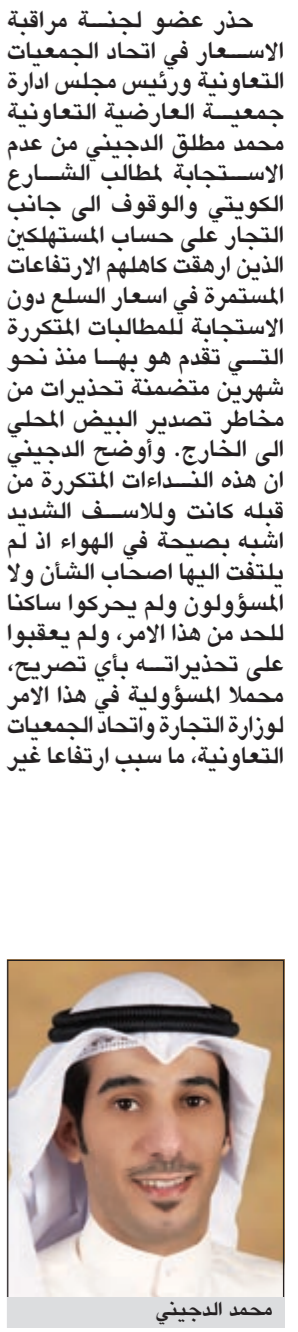 حذر عضو لجنة مراقبة
الاسعار في اتحاد الجمعيات
التعاونية ورئيس مجلس ادارة
جمعية العارضية التعاونية
محمد مطلق الدجيني من عدم
الاستجابة لمطالب الشارع
الكويتي والوقوف الى جانب
التجار على حساب المستهلكين
الذين ارهقت كاهلهم الارتفاعات
المستمرة في اسعار السلع دون
الاستجابة للمطالبات المتكررة
التي تقدم هو بها منذ نحو
شهرين متضمنة تحذيرات من
مخاطر تصدير البيض المحلي
الى الخارج. وأوضح الدجيني
ان هذه النداءات المتكررة من
قبله كانت وللاسف الشديد
اشبه بصيحة في الهواء اذ لم
يلتفت اليها اصحاب الشأن ولا
المسؤولون ولم يحركوا ساكنا
للحد من هذا الامر، ولم يعقبوا
على تحذيراته بأي تصريح،
محملا المسؤولية في هذا الامر
لوزارة التجارة واتحاد الجمعيات
التعاونية، ما سبب ارتفاعا غير
محمد الدجيني